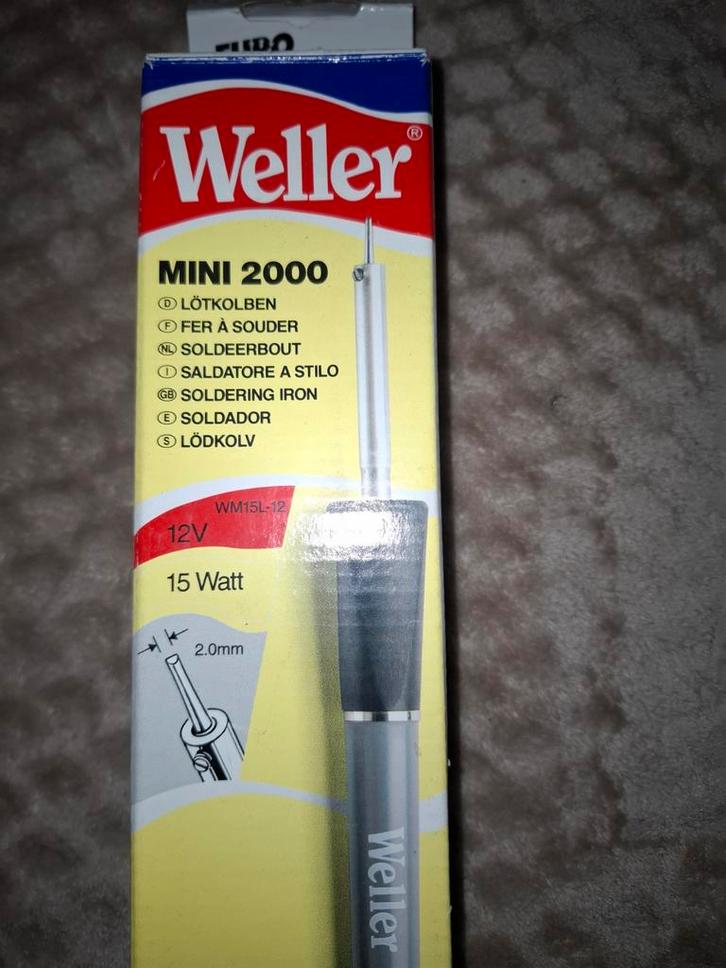 Weller®
MINI 2000
D LÖTKOLBEN
F FER À SOUDER
NL SOLDEERBOUT
I SALDATORE A STILO
GB SOLDERING IRON
E SOLDADOR
S LÖDKOLV
WM15L-12
12V
15 Watt
2.0mm
Weller